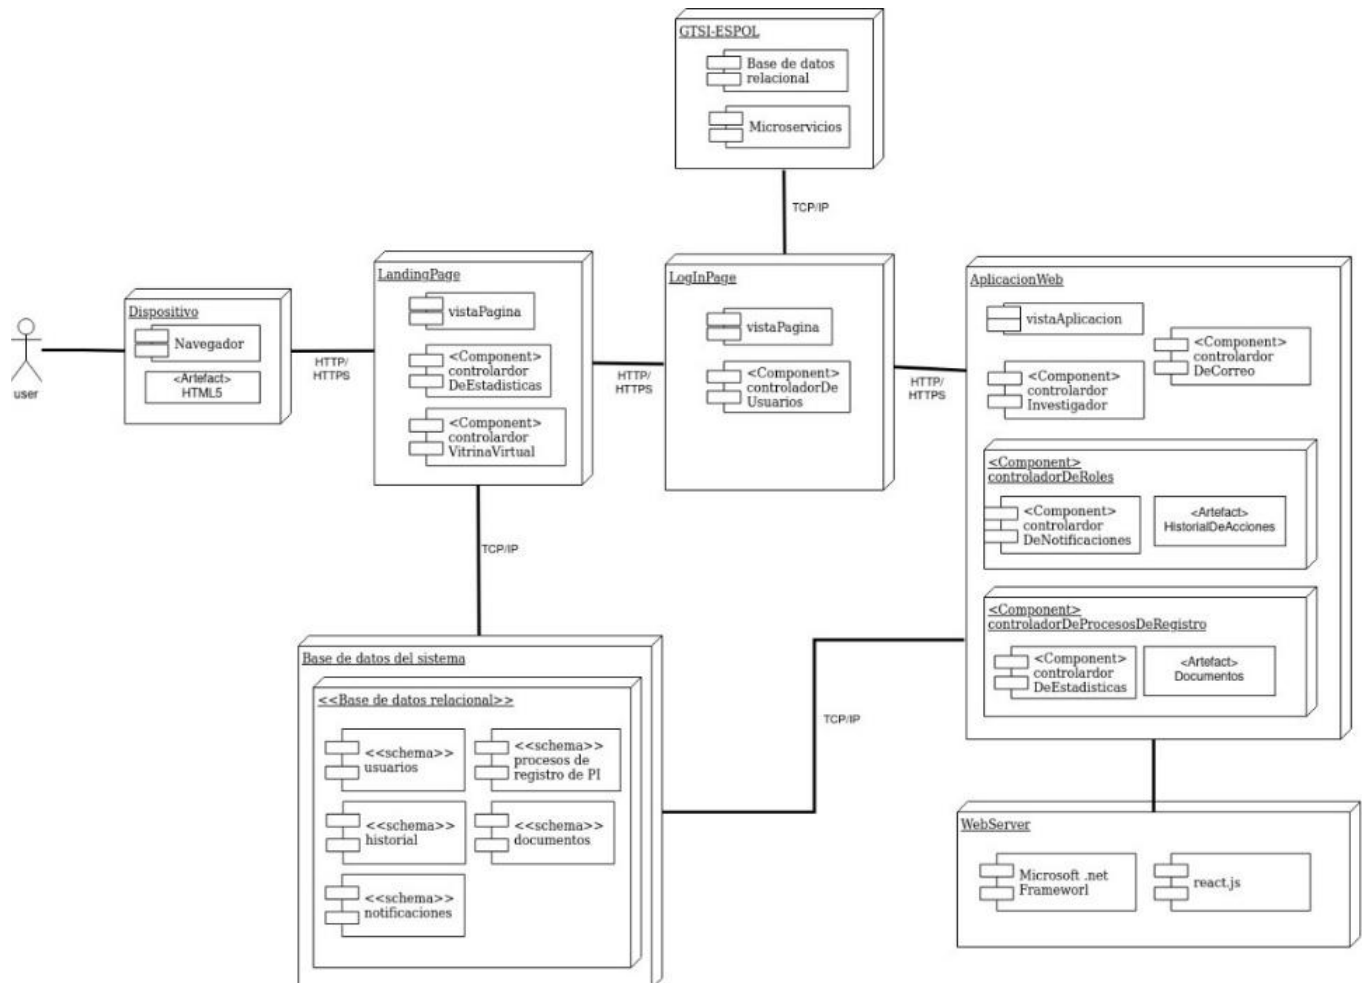 GTSI-ESPOL
Base de datos
relacional
Microservicios
TCP/IP
user
Dispositivo
Navegador
<Artefact>
HTML5
HTTP/
HTTPS
LandingPage
vistaPagina
<Component>
controlardor
DeEstadisticas
<Component>
controlardor
VitrinaVirtual
HTTP/
HTTPS
LogInPage
vistaPagina
<Component>
controladorDe
Usuarios
HTTP/
HTTPS
AplicacionWeb
vistaAplicacion
<Component>
controlardor
DeCorreo
<Component>
controlardor
Investigador
<Component>
controladorDeRoles
<Component>
controlardor
DeNotificaciones
<Artefact>
HistorialDeAcciones
<Component>
controladorDeProcesosDeRegistro
<Component>
controlardor
DeEstadisticas
<Artefact>
Documentos
TCP/IP
Base de datos del sistema
<<Base de datos relacional>>
<<schema>>
usuarios
<<schema>>
procesos de
registro de PI
<<schema>>
historial
<<schema>>
documentos
<<schema>>
notificaciones
TCP/IP
WebServer
Microsoft .net
Frameworl
react.js